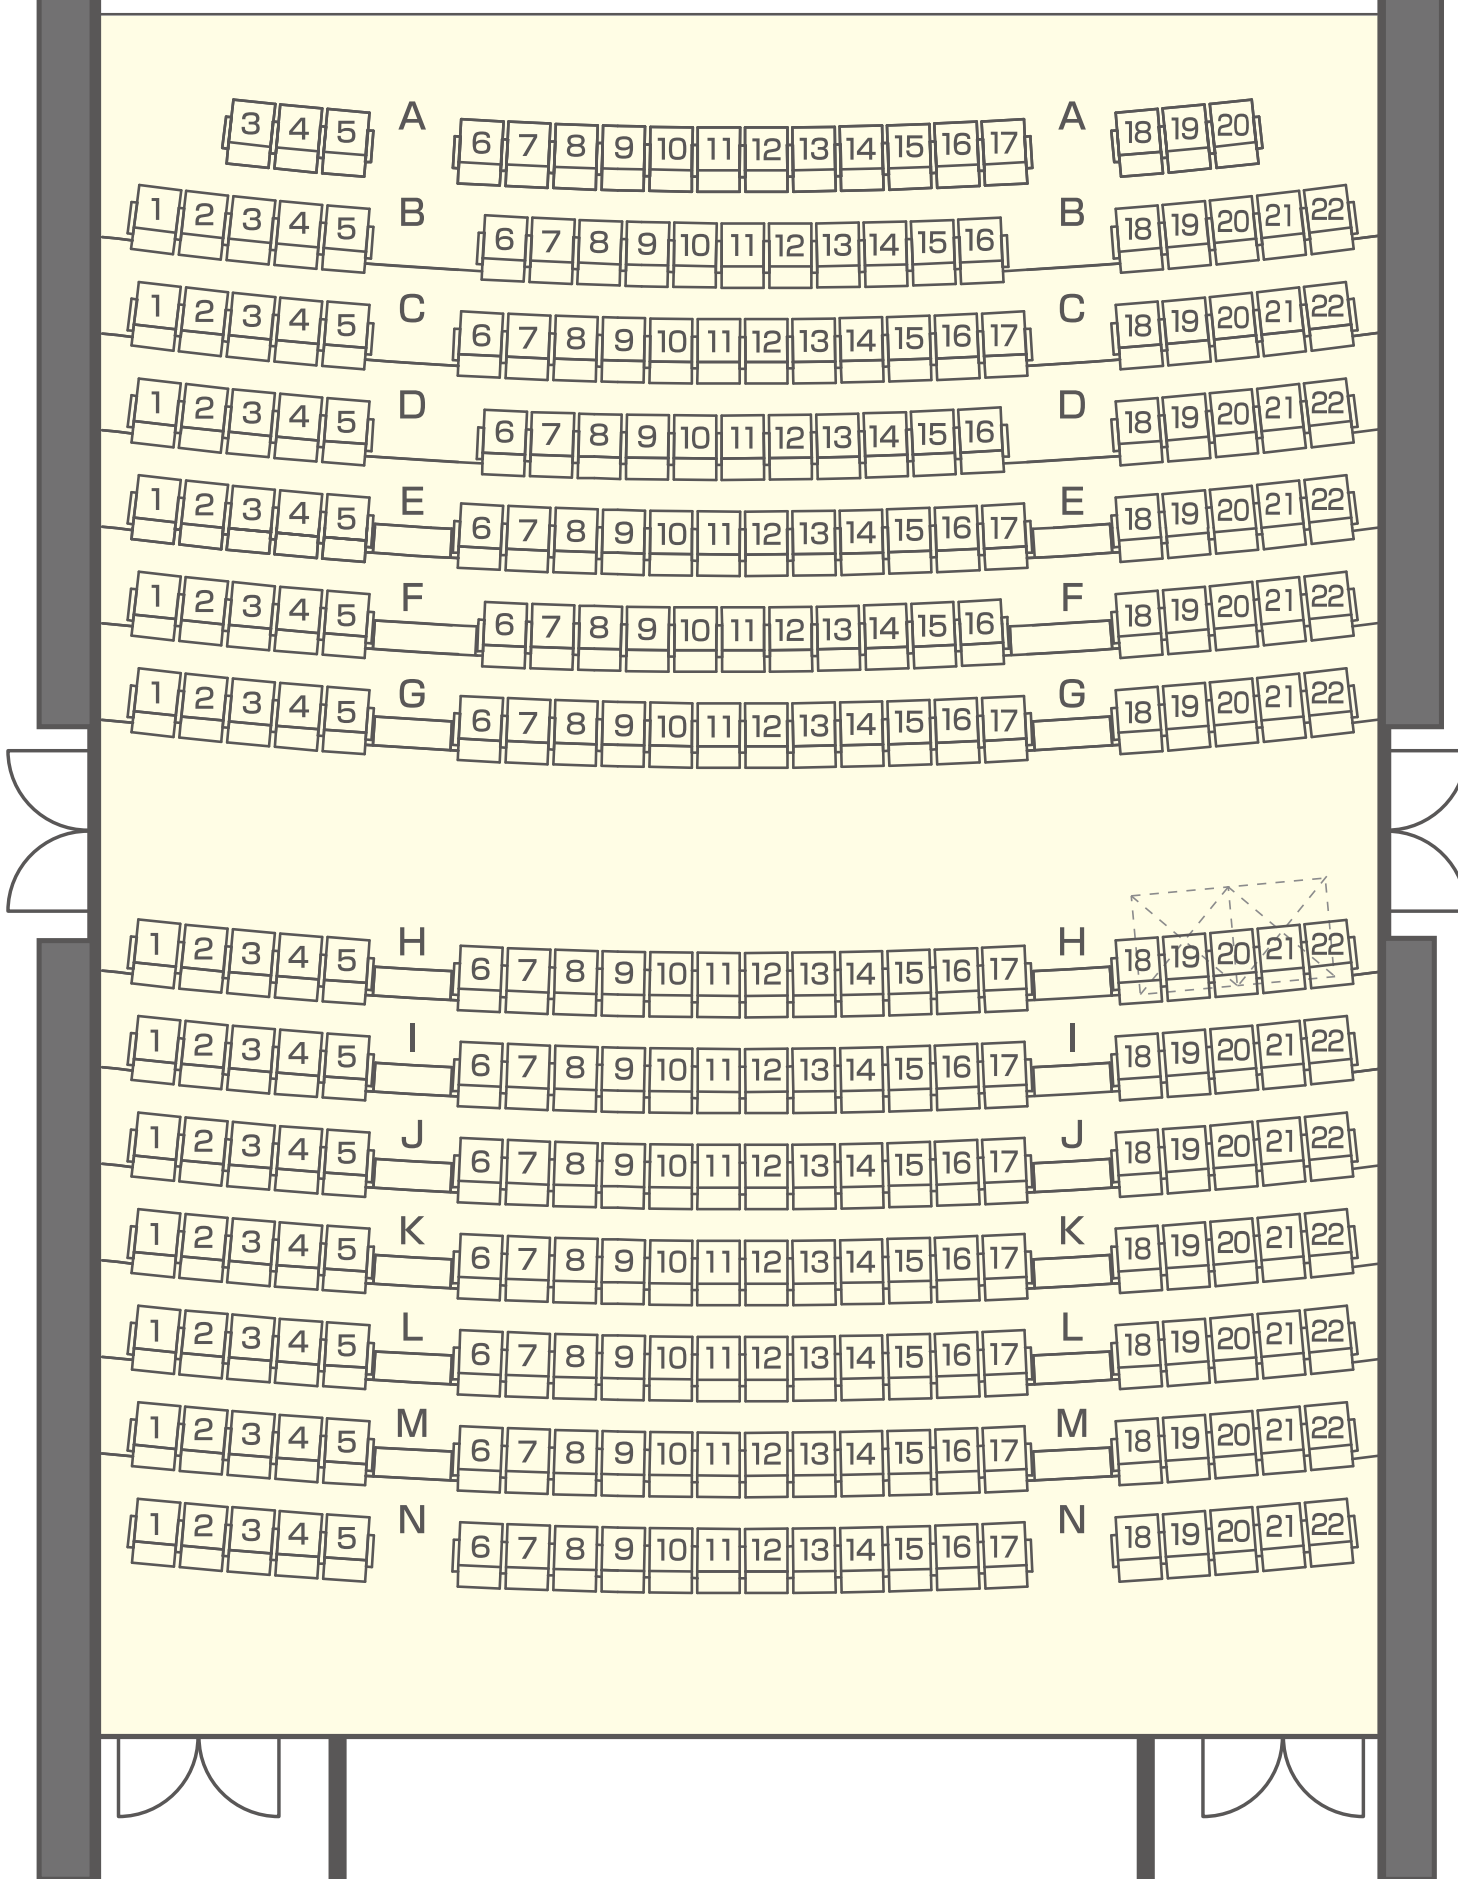 3 4 5 A 6 7 8 9 10 11 12 13 14 15 16 17 A 18 19 20
1 2 3 4 5 B 6 7 8 9 10 11 12 13 14 15 16 B 18 19 20 21 22
1 2 3 4 5 C 6 7 8 9 10 11 12 13 14 15 16 17 C 18 19 20 21 22
1 2 3 4 5 D 6 7 8 9 10 11 12 13 14 15 16 D 18 19 20 21 22
1 2 3 4 5 E 6 7 8 9 10 11 12 13 14 15 16 17 E 18 19 20 21 22
1 2 3 4 5 F 6 7 8 9 10 11 12 13 14 15 16 F 18 19 20 21 22
1 2 3 4 5 G 6 7 8 9 10 11 12 13 14 15 16 17 G 18 19 20 21 22
1 2 3 4 5 H 6 7 8 9 10 11 12 13 14 15 16 17 H 18 19 20 21 22
1 2 3 4 5 I 6 7 8 9 10 11 12 13 14 15 16 17 I 18 19 20 21 22
1 2 3 4 5 J 6 7 8 9 10 11 12 13 14 15 16 17 J 18 19 20 21 22
1 2 3 4 5 K 6 7 8 9 10 11 12 13 14 15 16 17 K 18 19 20 21 22
1 2 3 4 5 L 6 7 8 9 10 11 12 13 14 15 16 17 L 18 19 20 21 22
1 2 3 4 5 M 6 7 8 9 10 11 12 13 14 15 16 17 M 18 19 20 21 22
1 2 3 4 5 N 6 7 8 9 10 11 12 13 14 15 16 17 N 18 19 20 21 22